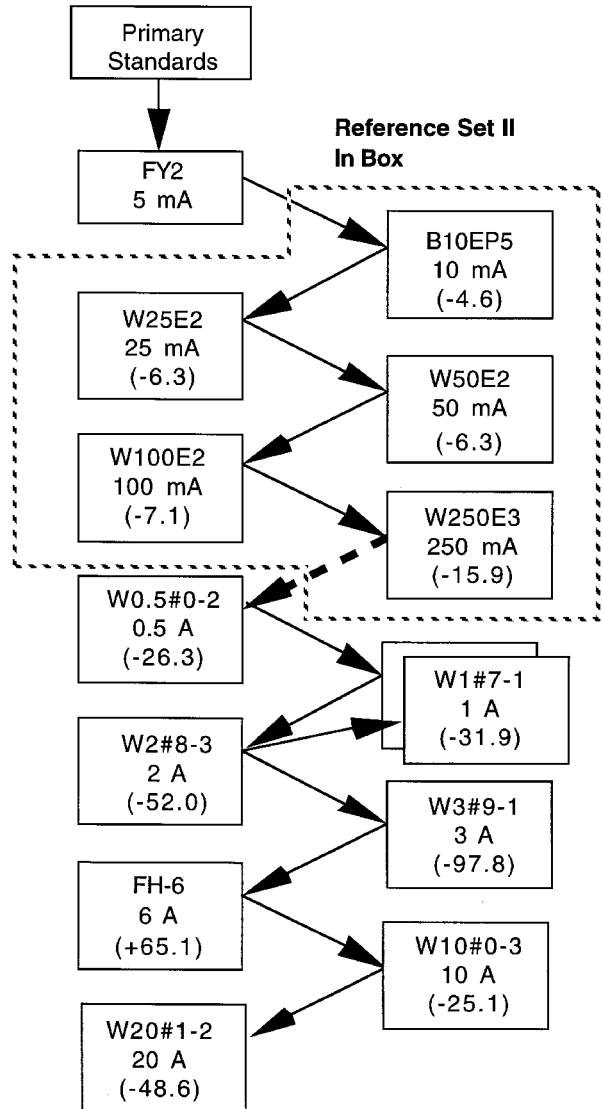 Primary
Standards
Reference Set II
In Box
FY2
5 mA
B10EP5
10 mA
(-4.6)
W25E2
25 mA
(-6.3)
W50E2
50 mA
(-6.3)
W100E2
100 mA
(-7.1)
W250E3
250 mA
(-15.9)
W0.5#0-2
0.5 A
(-26.3)
W1#7-1
1 A
(-31.9)
W2#8-3
2 A
(-52.0)
W3#9-1
3 A
(-97.8)
FH-6
6 A
(+65.1)
W10#0-3
10 A
(-25.1)
W20#1-2
20 A
(-48.6)